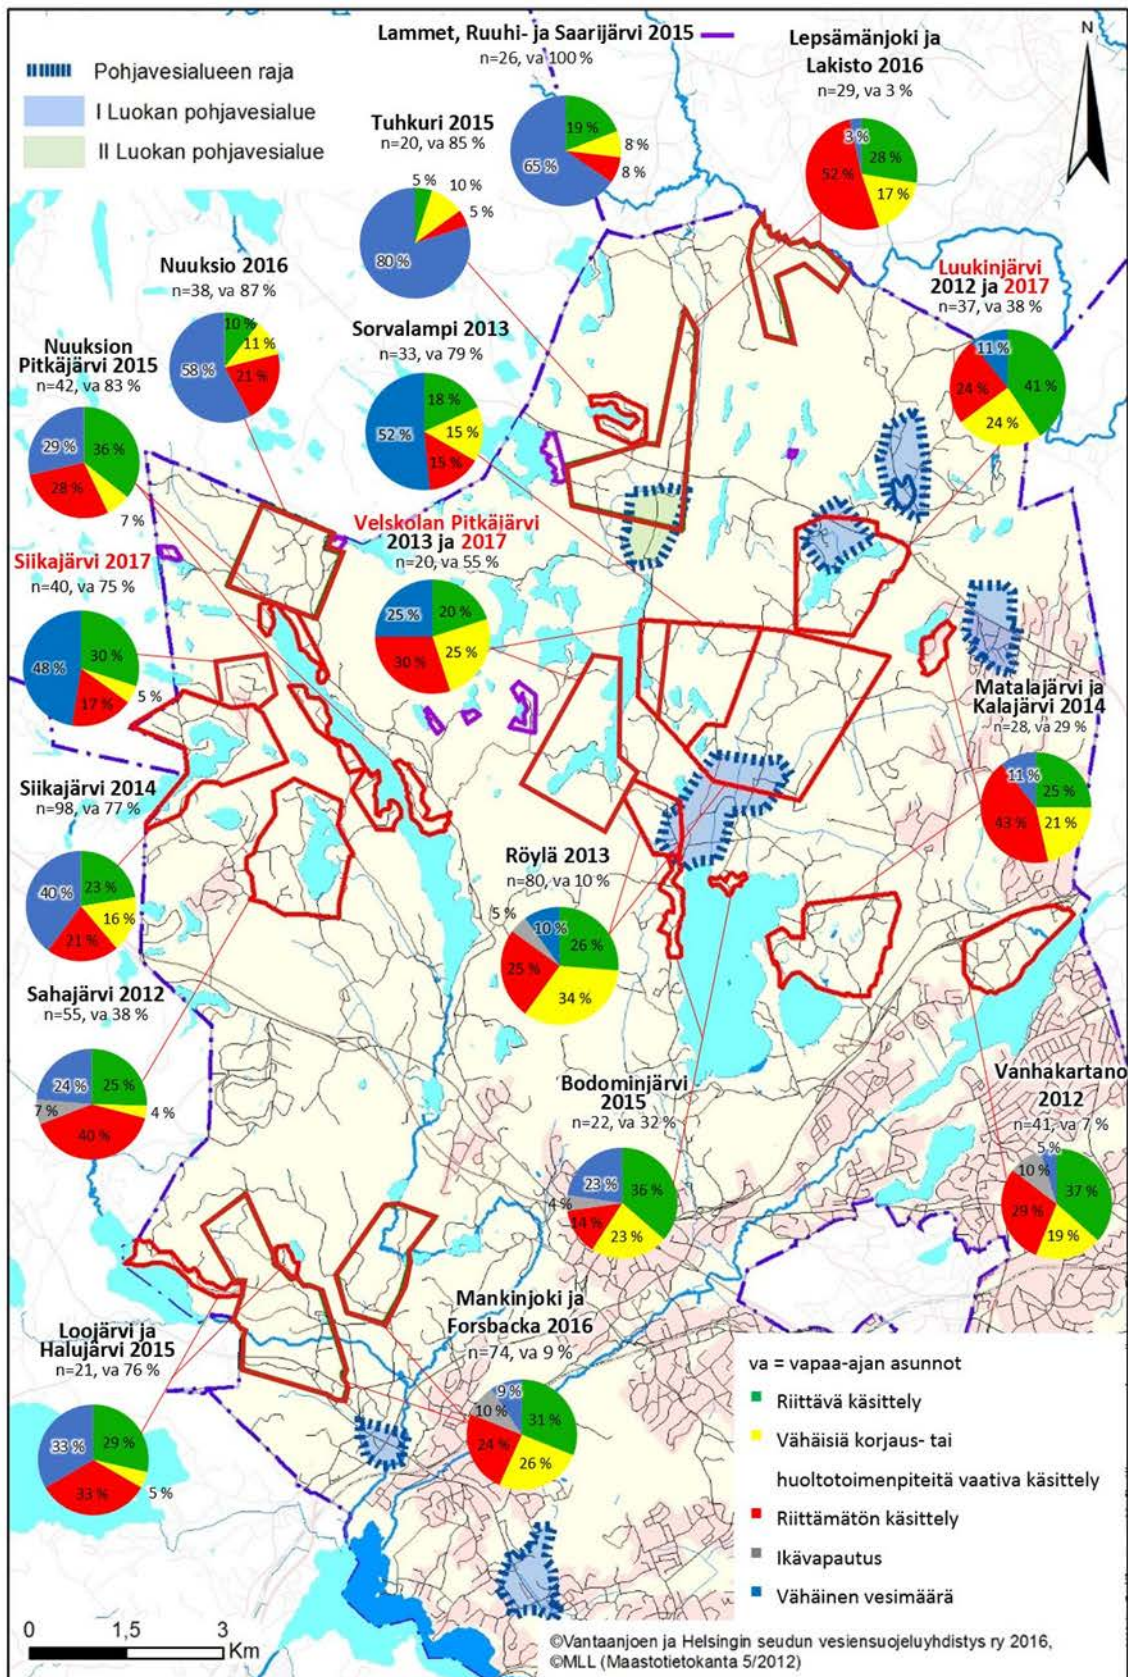 Pohjavesialueen raja
I Luokan pohjavesialue
II Luokan pohjavesialue
Lammet, Ruuhi- ja Saarijärvi 2015
n=26, va 100 %
19 %
8 %
8 %
65 %
Lepsämänjoki ja
Lakisto 2016
n=29, va 3 %
3 %
28 %
17 %
52 %
N
Tuhkuri 2015
n=20, va 85 %
5 %
10 %
5 %
80 %
Nuuksio 2016
n=38, va 87 %
10 %
11 %
21 %
58 %
Sorvalampi 2013
n=33, va 79 %
18 %
15 %
15 %
52 %
Luukinjärvi
2012 ja 2017
n=37, va 38 %
11 %
41 %
24 %
24 %
Nuuksion
Pitkäjärvi 2015
n=42, va 83 %
29 %
36 %
28 %
7 %
Velskolan Pitkäjärvi
2013 ja 2017
n=20, va 55 %
25 %
20 %
30 %
25 %
Siikajärvi 2017
n=40, va 75 %
30 %
48 %
5 %
17 %
Matalajärvi ja
Kalajärvi 2014
n=28, va 29 %
11 %
25 %
43 %
21 %
Siikajärvi 2014
n=98, va 77 %
40 %
23 %
16 %
21 %
Röylä 2013
n=80, va 10 %
5 %
10 %
26 %
25 %
34 %
Sahajärvi 2012
n=55, va 38 %
24 %
25 %
7 %
4 %
40 %
Bodominjärvi
2015
n=22, va 32 %
23 %
36 %
4 %
14 %
23 %
Vanhakartano
2012
n=41, va 7 %
5 %
10 %
37 %
29 %
19 %
Mankinjoki ja
Forsbacka 2016
n=74, va 9 %
9 %
10 %
31 %
24 %
26 %
Loojärvi ja
Halujärvi 2015
n=21, va 76 %
33 %
29 %
33 %
5 %
va = vapaa-ajan asunnot
Riittävä käsittely
Vähäisiä korjaus- tai
huoltotoimenpiteitä vaativa käsittely
Riittämätön käsittely
Ikävapautus
Vähäinen vesimäärä
0 1,5 3
Km
©Vantaanjoen ja Helsingin seudun vesiensuojeluyhdistys ry 2016,
©MLL (Maastotietokanta 5/2012)